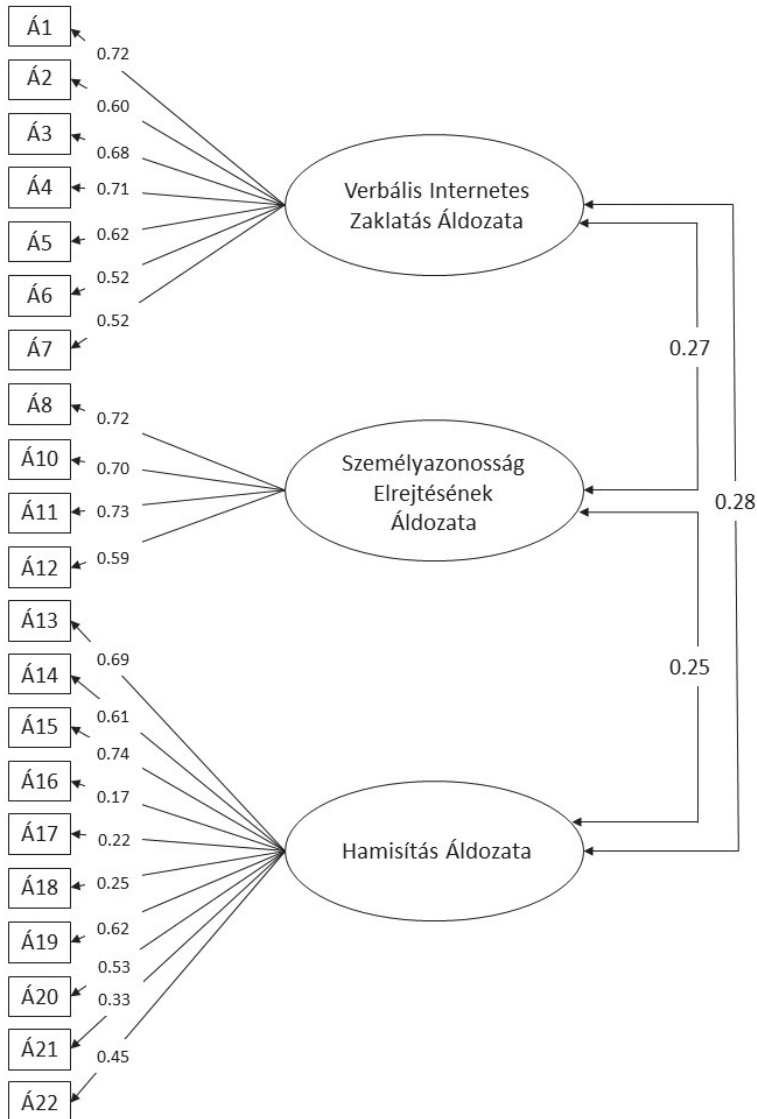 Á1
0.72
Á2
0.60
Á3
0.68
Á4
0.71
Á5
0.62
Á6
0.52
Á7
0.52
Verbális Internetes
Zaklatás Áldozata
0.27
Á8
0.72
Á10
0.70
Á11
0.73
Á12
0.59
Személyazonosság
Elrejtésének
Áldozata
0.28
0.25
Á13
0.69
Á14
0.61
Á15
0.74
Á16
0.17
Á17
0.22
Á18
0.25
Á19
0.62
Á20
0.53
Á21
0.33
Á22
0.45
Hamisítás Áldozata